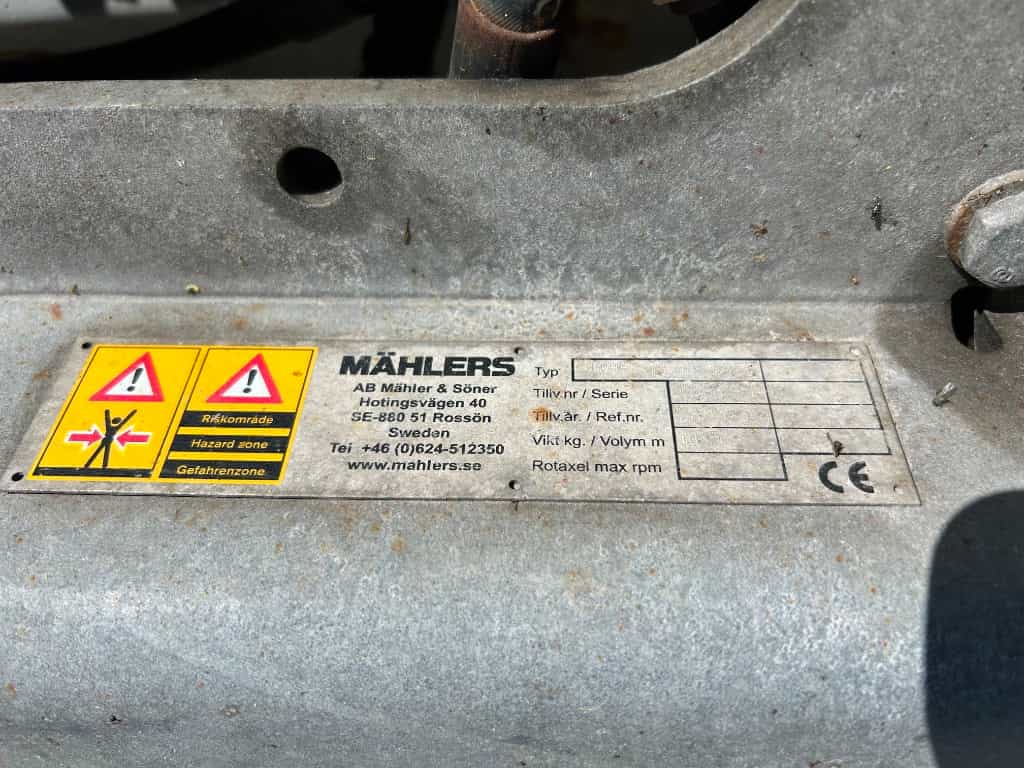 Riskområde
Hazard zone
Gefahrenzone
MÄHLERS
AB Mähler & Söner
Hotingsvägen 40
SE-880 51 Rossön
Sweden
Tel +46 (0)624-512350
www.mahlers.se
Typ
Tillv.nr / Serie
Tillv.år. / Ref.nr.
Vikt kg. / Volym m
Rotaxel max rpm
CE